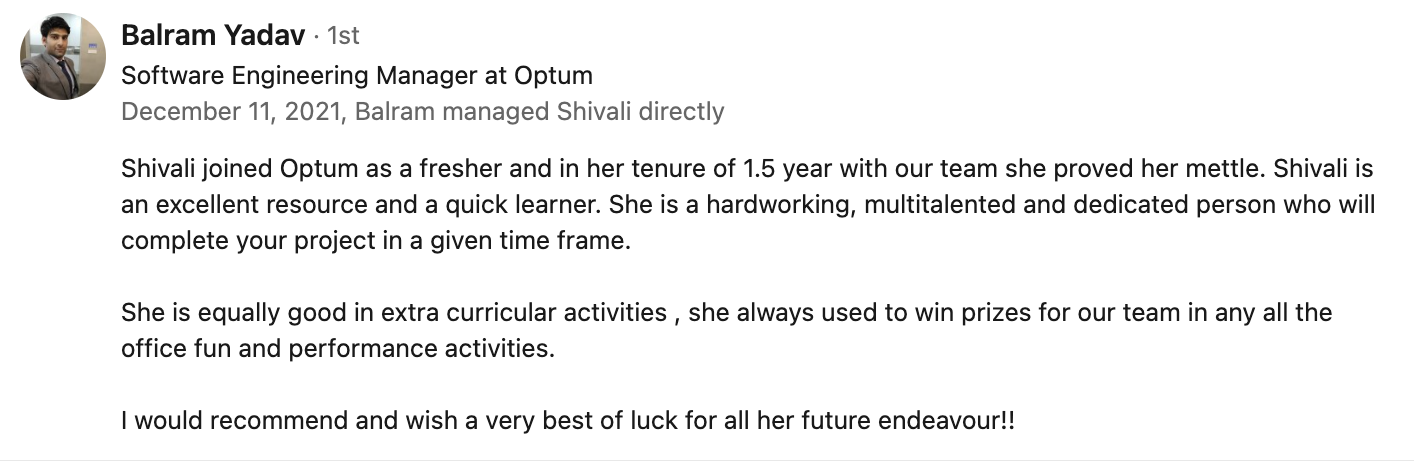 Balram Yadav · 1st
Software Engineering Manager at Optum
December 11, 2021, Balram managed Shivali directly
Shivali joined Optum as a fresher and in her tenure of 1.5 year with our team she proved her mettle. Shivali is
an excellent resource and a quick learner. She is a hardworking, multitalented and dedicated person who will
complete your project in a given time frame.
She is equally good in extra curricular activities , she always used to win prizes for our team in any all the
office fun and performance activities.
I would recommend and wish a very best of luck for all her future endeavour!!